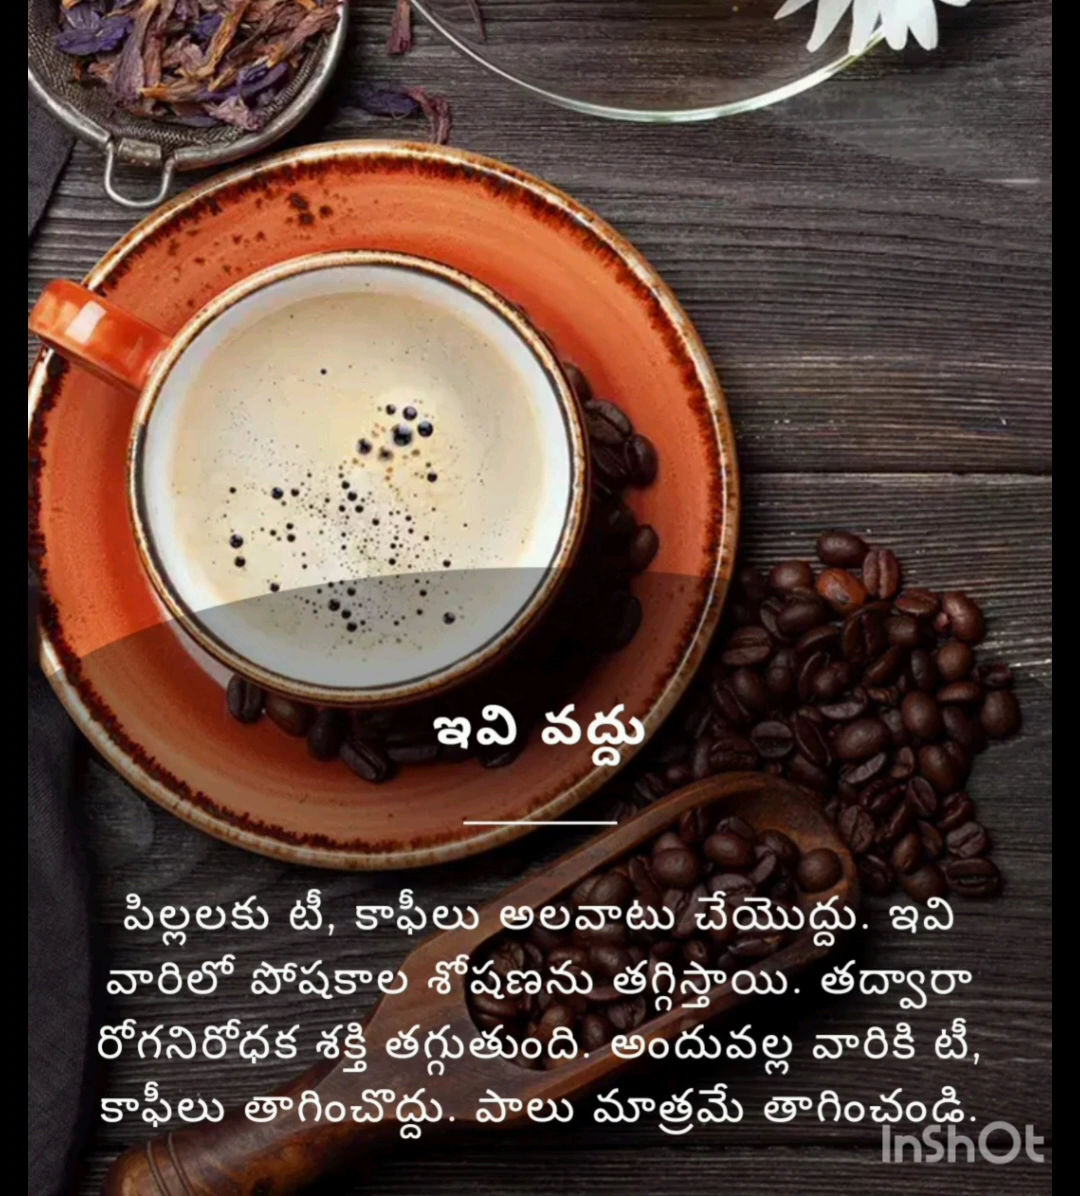 ఇవి వద్దు
పిల్లలకు టీ, కాఫీలు అలవాటు చేయొద్దు. ఇవి
వారిలో పోషకాల శోషణను తగ్గిస్తాయి. తద్వారా
రోగనిరోధక శక్తి తగ్గుతుంది. అందువల్ల వారికి టీ,
కాఫీలు తాగించొద్దు. పాలు మాత్రమే తాగించండి.
InShOt